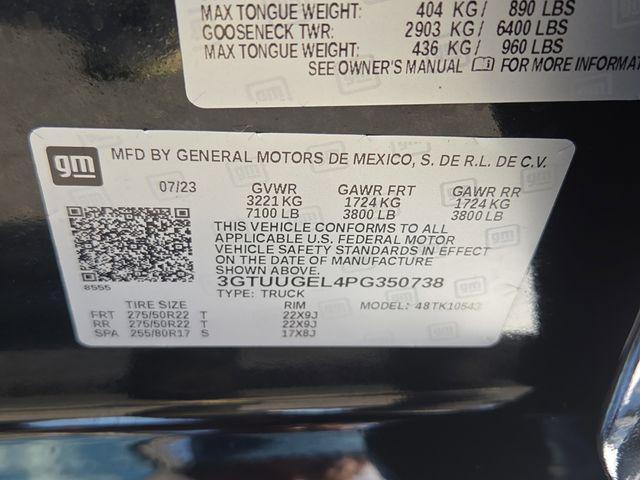 MAX TONGUE WEIGHT: 404 KG/ 890 LBS
GOOSENECK TWR: 2903 KG/ 6400 LBS
MAX TONGUE WEIGHT: 436 KG/ 960 LBS
SEE OWNER'S MANUAL FOR MORE INFORMA
gm
MFD BY GENERAL MOTORS DE MEXICO, S. DE R.L. DE C.V.
07/23 GVWR GAWR FRT GAWR RR
3221 KG 1724 KG 1724 KG
7100 LB 3800 LB 3800 LB
THIS VEHICLE CONFORMS TO ALL
APPLICABLE U.S. FEDERAL MOTOR
VEHICLE SAFETY STANDARDS IN EFFECT
ON THE DATE OF MANUFACTURE
SHOWN ABOVE.
8555
3GTUUGEL4PG350738
TYPE: TRUCK MODEL: 48TK10543
TIRE SIZE RIM
FRT 275/50R22 T 22X9J
RR 275/50R22 T 22X9J
SPA 255/80R17 S 17X8J